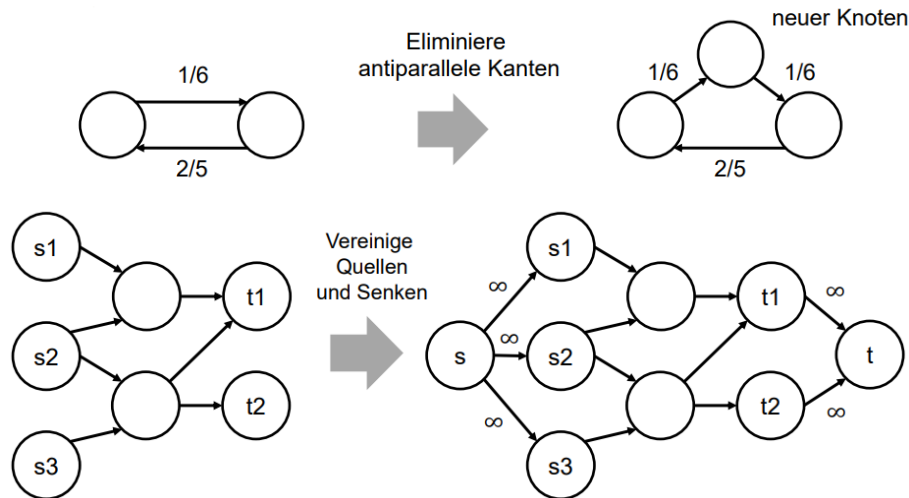 neuer Knoten
Eliminiere
antiparallele Kanten
1/6
2/5
1/6
1/6
2/5
s1
s2
s3
t1
t2
Vereinige
Quellen
und Senken
s
∞
∞
∞
s1
s2
s3
t1
t2
∞
∞
t